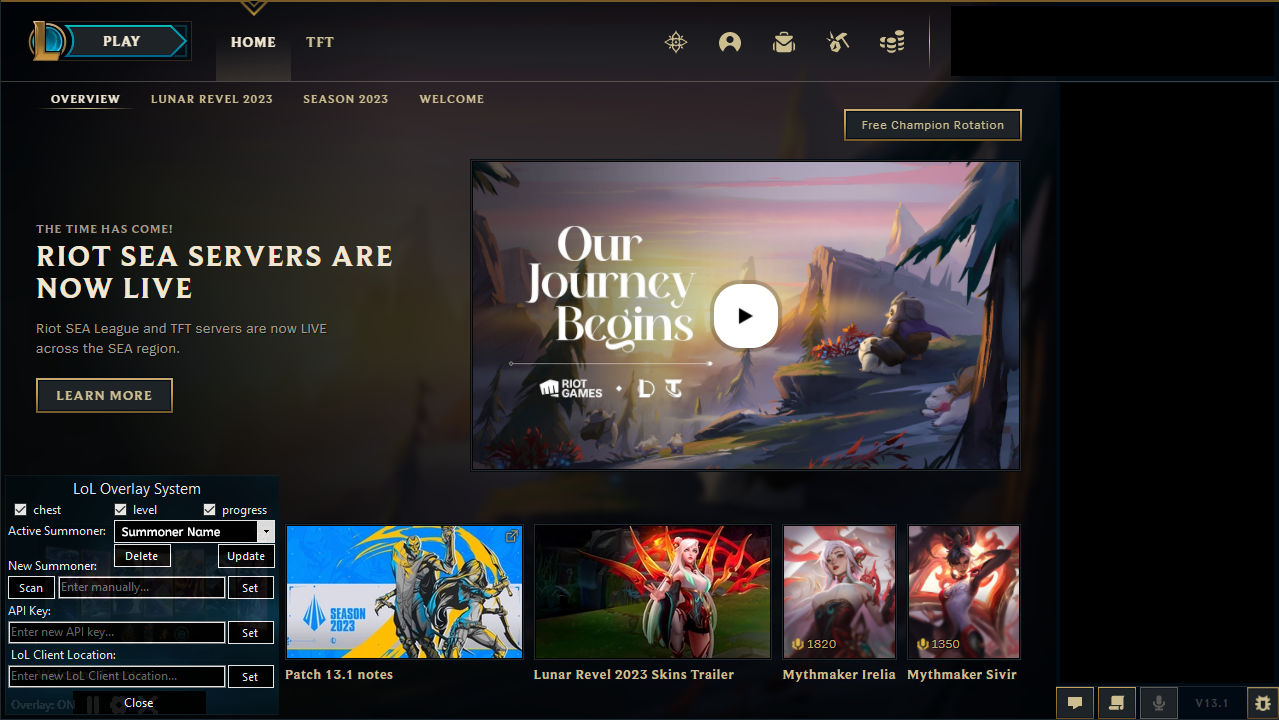 PLAY
HOME
TFT
OVERVIEW
LUNAR REVEL 2023
SEASON 2023
WELCOME
Free Champion Rotation
THE TIME HAS COME!
RIOT SEA SERVERS ARE
NOW LIVE
Riot SEA League and TFT servers are now LIVE
across the SEA region.
LEARN MORE
Our
Journey
Begins
RIOT
GAMES
LoL Overlay System
chest
level
progress
Active Summoner:
Summoner Name
Delete
Update
New Summoner:
Scan
Enter manually...
Set
API Key:
Enter new API key...
Set
LoL Client Location:
Enter new LoL Client Location...
Set
Overlay: ON
Close
SEASON
2023
Patch 13.1 notes
Lunar Revel 2023 Skins Trailer
1820
Mythmaker Irelia
1350
Mythmaker Sivir
V13.1